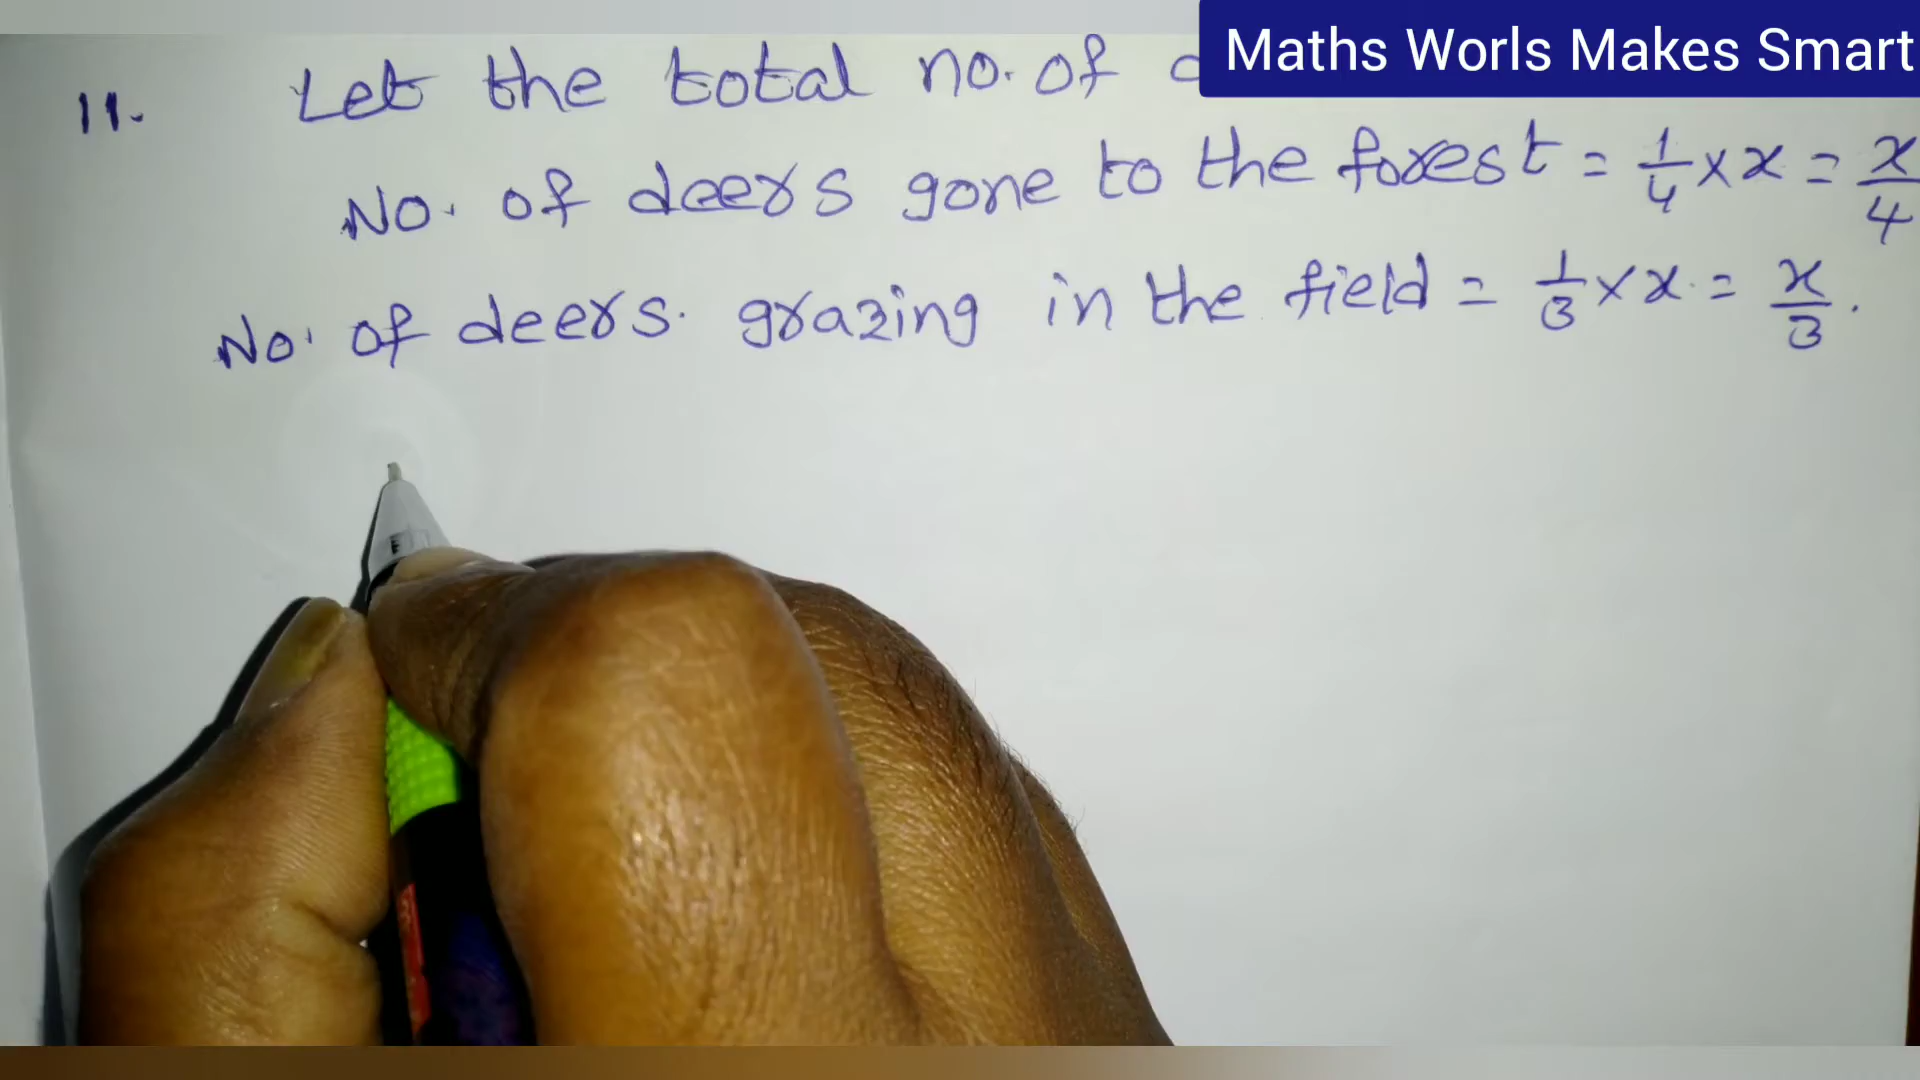 Maths Worls Makes Smart
11. Let the total no. of
No. of deers gone to the forest = 1/4 × x = x/4
No. of deers. grazing in the field = 1/3 × x = x/3.